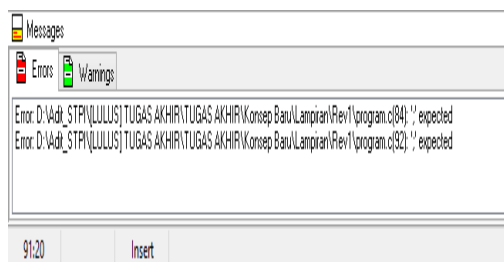 Messages
Errors Warnings
Error: D:\Adit_STPI\[LULUS] TUGAS AKHIR\TUGAS AKHIR\Konsep Baru\Lampiran\Rev1\program.c(84): ';' expected
Error: D:\Adit_STPI\[LULUS] TUGAS AKHIR\TUGAS AKHIR\Konsep Baru\Lampiran\Rev1\program.c(92): ';' expected
91:20 Insert